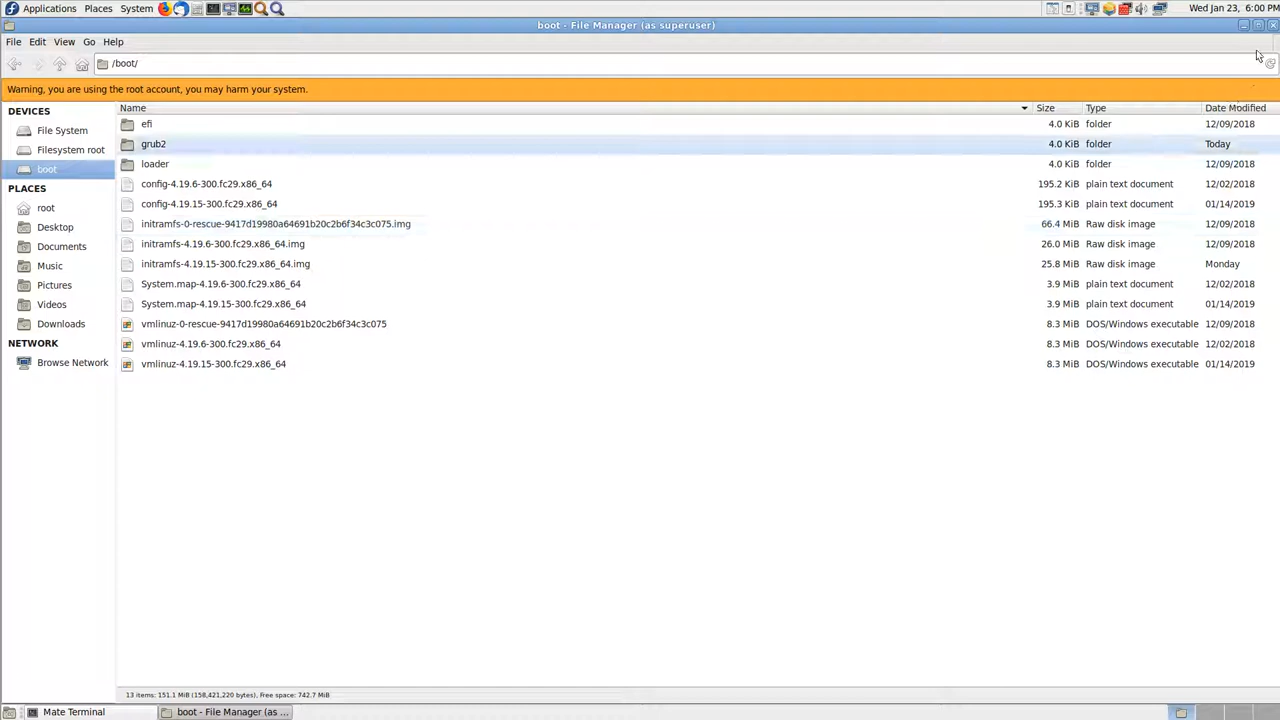 Applications Places System Wed Jan 23, 6:00 PM
boot - File Manager (as superuser)
File Edit View Go Help
/boot/
Warning, you are using the root account, you may harm your system.
DEVICES
File System
Filesystem root
boot
PLACES
root
Desktop
Documents
Music
Pictures
Videos
Downloads
NETWORK
Browse Network
Name Size Type Date Modified
efi 4.0 KiB folder 12/09/2018
grub2 4.0 KiB folder Today
loader 4.0 KiB folder 12/09/2018
config-4.19.6-300.fc29.x86_64 195.2 KiB plain text document 12/02/2018
config-4.19.15-300.fc29.x86_64 195.3 KiB plain text document 01/14/2019
initramfs-0-rescue-9417d19980a64691b20c2b6f34c3c075.img 66.4 MiB Raw disk image 12/09/2018
initramfs-4.19.6-300.fc29.x86_64.img 26.0 MiB Raw disk image 12/09/2018
initramfs-4.19.15-300.fc29.x86_64.img 25.8 MiB Raw disk image Monday
System.map-4.19.6-300.fc29.x86_64 3.9 MiB plain text document 12/02/2018
System.map-4.19.15-300.fc29.x86_64 3.9 MiB plain text document 01/14/2019
vmlinuz-0-rescue-9417d19980a64691b20c2b6f34c3c075 8.3 MiB DOS/Windows executable 12/09/2018
vmlinuz-4.19.6-300.fc29.x86_64 8.3 MiB DOS/Windows executable 12/02/2018
vmlinuz-4.19.15-300.fc29.x86_64 8.3 MiB DOS/Windows executable 01/14/2019
13 items: 151.1 MiB (158,421,220 bytes), Free space: 742.7 MiB
Mate Terminal boot - File Manager (as ...